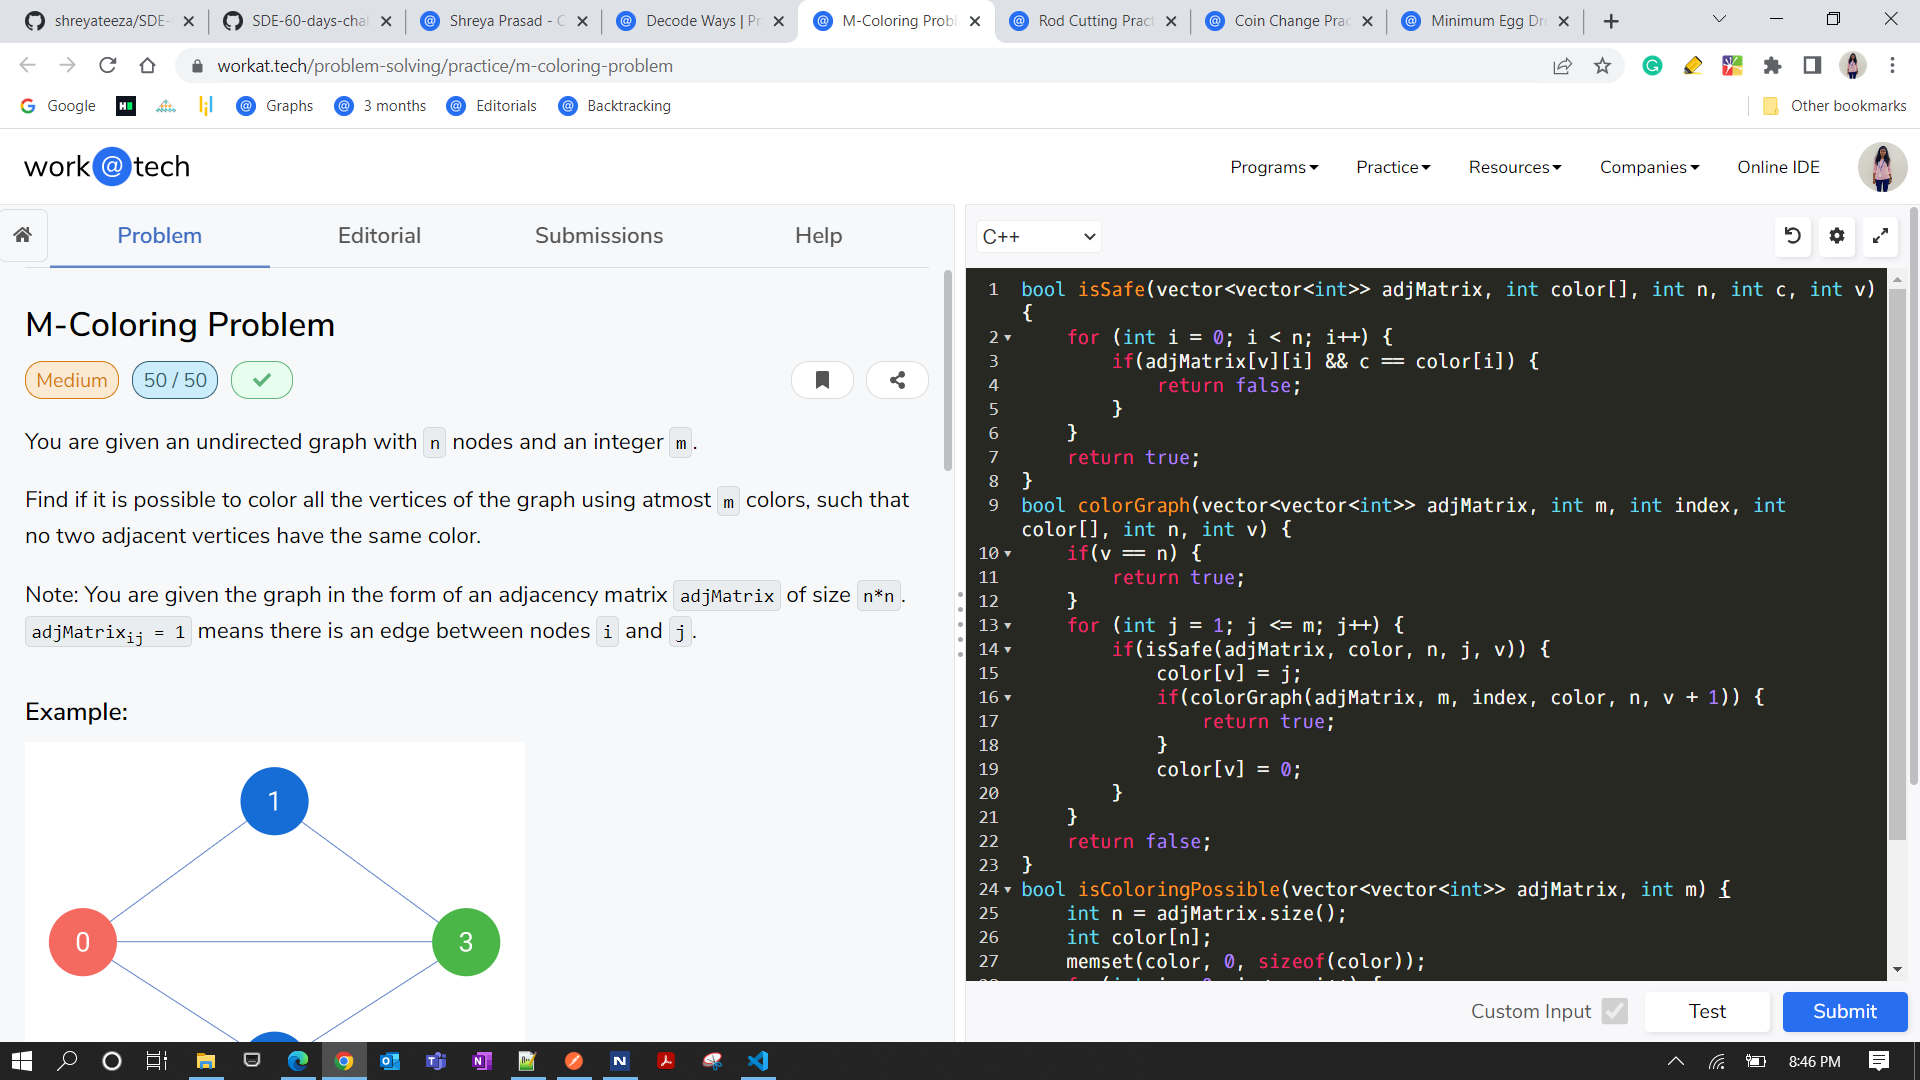 shreyateeza/SDE-
SDE-60-days-chal
Shreya Prasad - C
Decode Ways | Pr
M-Coloring Probl
Rod Cutting Pract
Coin Change Prac
Minimum Egg Dr
workat.tech/problem-solving/practice/m-coloring-problem
Google
Graphs
3 months
Editorials
Backtracking
Other bookmarks
work@tech
Programs
Practice
Resources
Companies
Online IDE
Problem
Editorial
Submissions
Help
C++
M-Coloring Problem
Medium
50 / 50
You are given an undirected graph with n nodes and an integer m.
Find if it is possible to color all the vertices of the graph using atmost m colors, such that
no two adjacent vertices have the same color.
Note: You are given the graph in the form of an adjacency matrix adjMatrix of size n*n.
adjMatrixij = 1 means there is an edge between nodes i and j.
Example:
1
0
3
1 bool isSafe(vector<vector<int>> adjMatrix, int color[], int n, int c, int v)
{
2 for (int i = 0; i < n; i++) {
3 if(adjMatrix[v][i] && c == color[i]) {
4 return false;
5 }
6 }
7 return true;
8 }
9 bool colorGraph(vector<vector<int>> adjMatrix, int m, int index, int
color[], int n, int v) {
10 if(v == n) {
11 return true;
12 }
13 for (int j = 1; j <= m; j++) {
14 if(isSafe(adjMatrix, color, n, j, v)) {
15 color[v] = j;
16 if(colorGraph(adjMatrix, m, index, color, n, v + 1)) {
17 return true;
18 }
19 color[v] = 0;
20 }
21 }
22 return false;
23 }
24 bool isColoringPossible(vector<vector<int>> adjMatrix, int m) {
25 int n = adjMatrix.size();
26 int color[n];
27 memset(color, 0, sizeof(color));
Custom Input
Test
Submit
8:46 PM